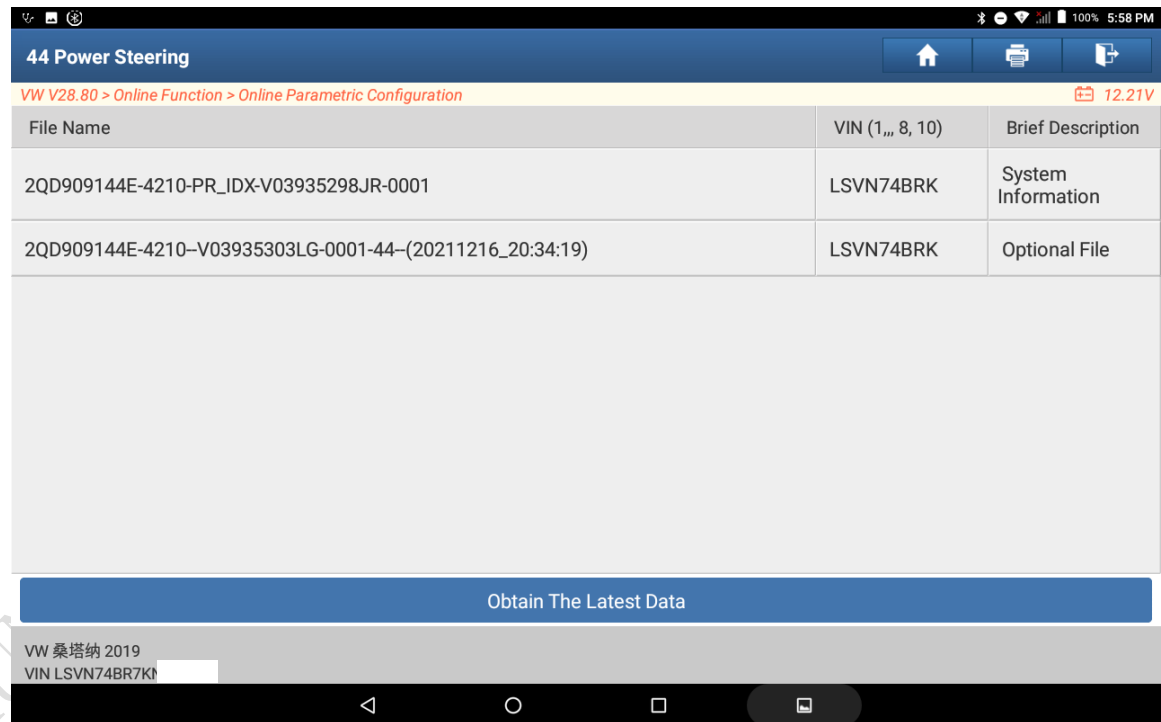 100% 5:58 PM
44 Power Steering
VW V28.80 > Online Function > Online Parametric Configuration
12.21V
File Name VIN (1,,, 8, 10) Brief Description
2QD909144E-4210-PR_IDX-V03935298JR-0001 LSVN74BRK System
Information
2QD909144E-4210--V03935303LG-0001-44--(20211216_20:34:19) LSVN74BRK Optional File
Obtain The Latest Data
VW 桑塔纳 2019
VIN LSVN74BR7KN